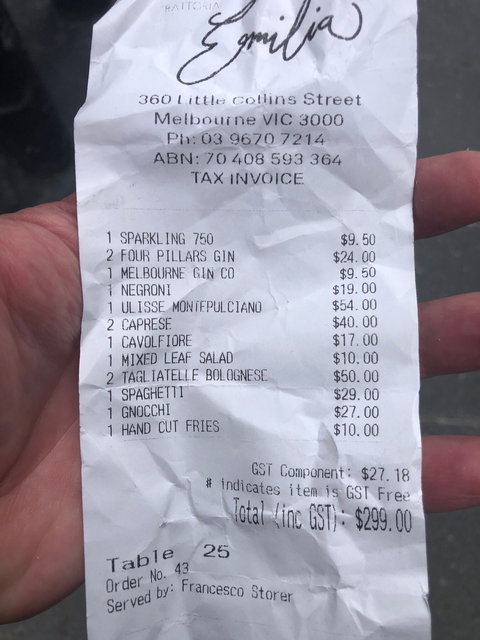 TRATTORIA
Emilia
360 Little Collins Street
Melbourne VIC 3000
Ph: 03 9670 7214
ABN: 70 408 593 364
TAX INVOICE
1 SPARKLING 750 $9.50
2 FOUR PILLARS GIN $24.00
1 MELBOURNE GIN CO $9.50
1 NEGRONI $19.00
1 ULISSE MONTEPULCIANO $54.00
2 CAPRESE $40.00
1 CAVOLFIORE $17.00
1 MIXED LEAF SALAD $10.00
2 TAGLIATELLE BOLOGNESE $50.00
1 SPAGHETTI $29.00
1 GNOCCHI $27.00
1 HAND CUT FRIES $10.00
GST Component: $27.18
# indicates item is GST Free
Total (inc GST): $299.00
Table 25
Order No. 43
Served by: Francesco Storer